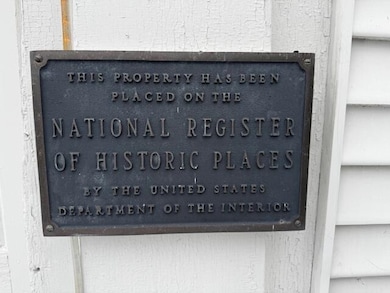 THIS PROPERTY HAS BEEN
PLACED ON THE
NATIONAL REGISTER
OF HISTORIC PLACES
BY THE UNITED STATES
DEPARTMENT OF THE INTERIOR